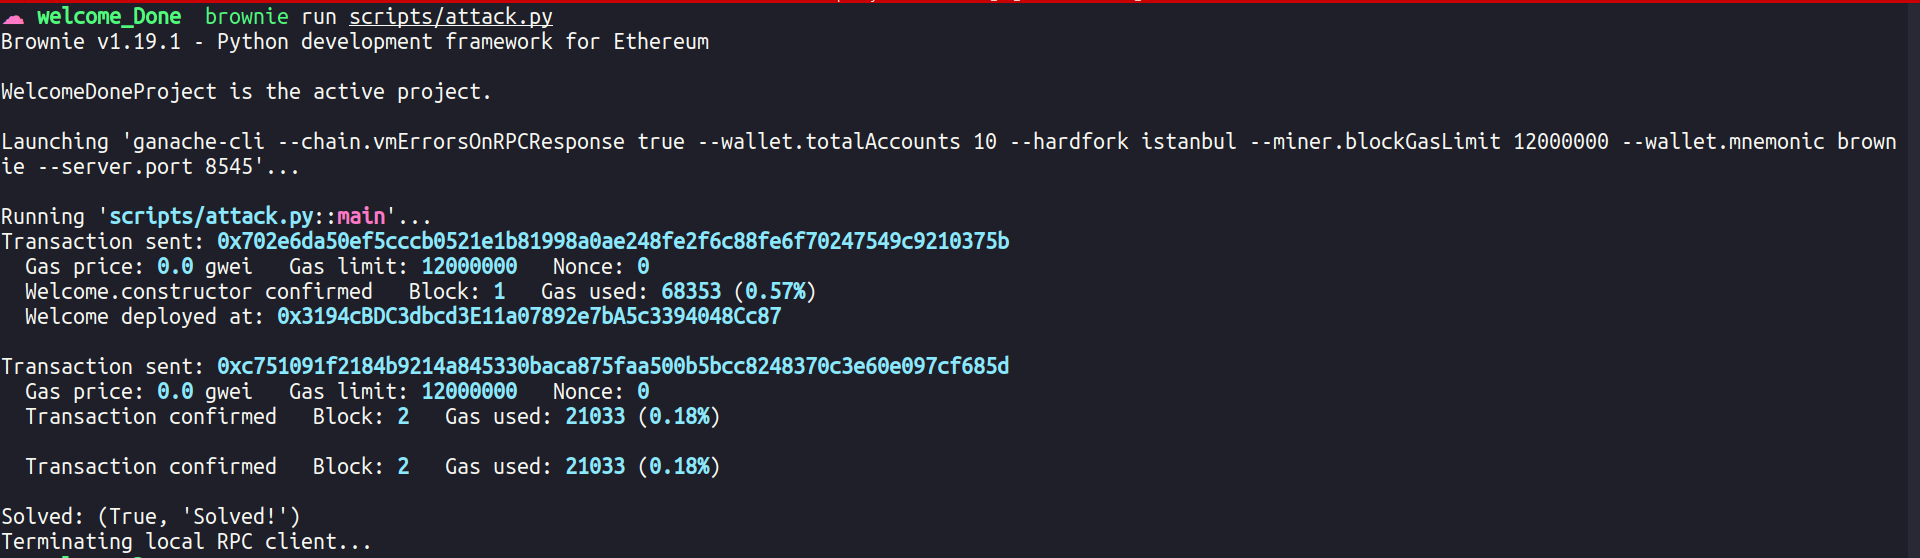 welcome_Done brownie run scripts/attack.py
Brownie v1.19.1 - Python development framework for Ethereum
WelcomeDoneProject is the active project.
Launching 'ganache-cli --chain.vmErrorsOnRPCResponse true --wallet.totalAccounts 10 --hardfork istanbul --miner.blockGasLimit 12000000 --wallet.mnemonic brown
ie --server.port 8545'...
Running 'scripts/attack.py::main'...
Transaction sent: 0x702e6da50ef5cccb0521e1b81998a0ae248fe2f6c88fe6f70247549c9210375b
Gas price: 0.0 gwei Gas limit: 12000000 Nonce: 0
Welcome.constructor confirmed Block: 1 Gas used: 68353 (0.57%)
Welcome deployed at: 0x3194cBDC3dbcd3E11a07892e7bA5c3394048Cc87
Transaction sent: 0xc751091f2184b9214a845330baca875faa500b5bcc8248370c3e60e097cf685d
Gas price: 0.0 gwei Gas limit: 12000000 Nonce: 0
Transaction confirmed Block: 2 Gas used: 21033 (0.18%)
Transaction confirmed Block: 2 Gas used: 21033 (0.18%)
Solved: (True, 'Solved!')
Terminating local RPC client...